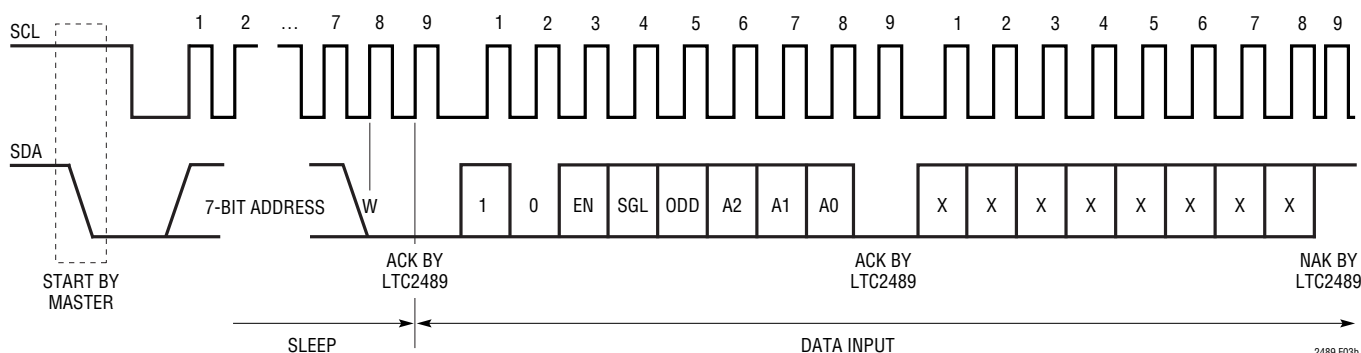 1 2 … 7 8 9 1 2 3 4 5 6 7 8 9 1 2 3 4 5 6 7 8 9
SCL
SDA
7-BIT ADDRESS W 1 0 EN SGL ODD A2 A1 A0 X X X X X X X X
START BY MASTER
ACK BY LTC2489
ACK BY LTC2489
NAK BY LTC2489
SLEEP DATA INPUT
2489 F03b